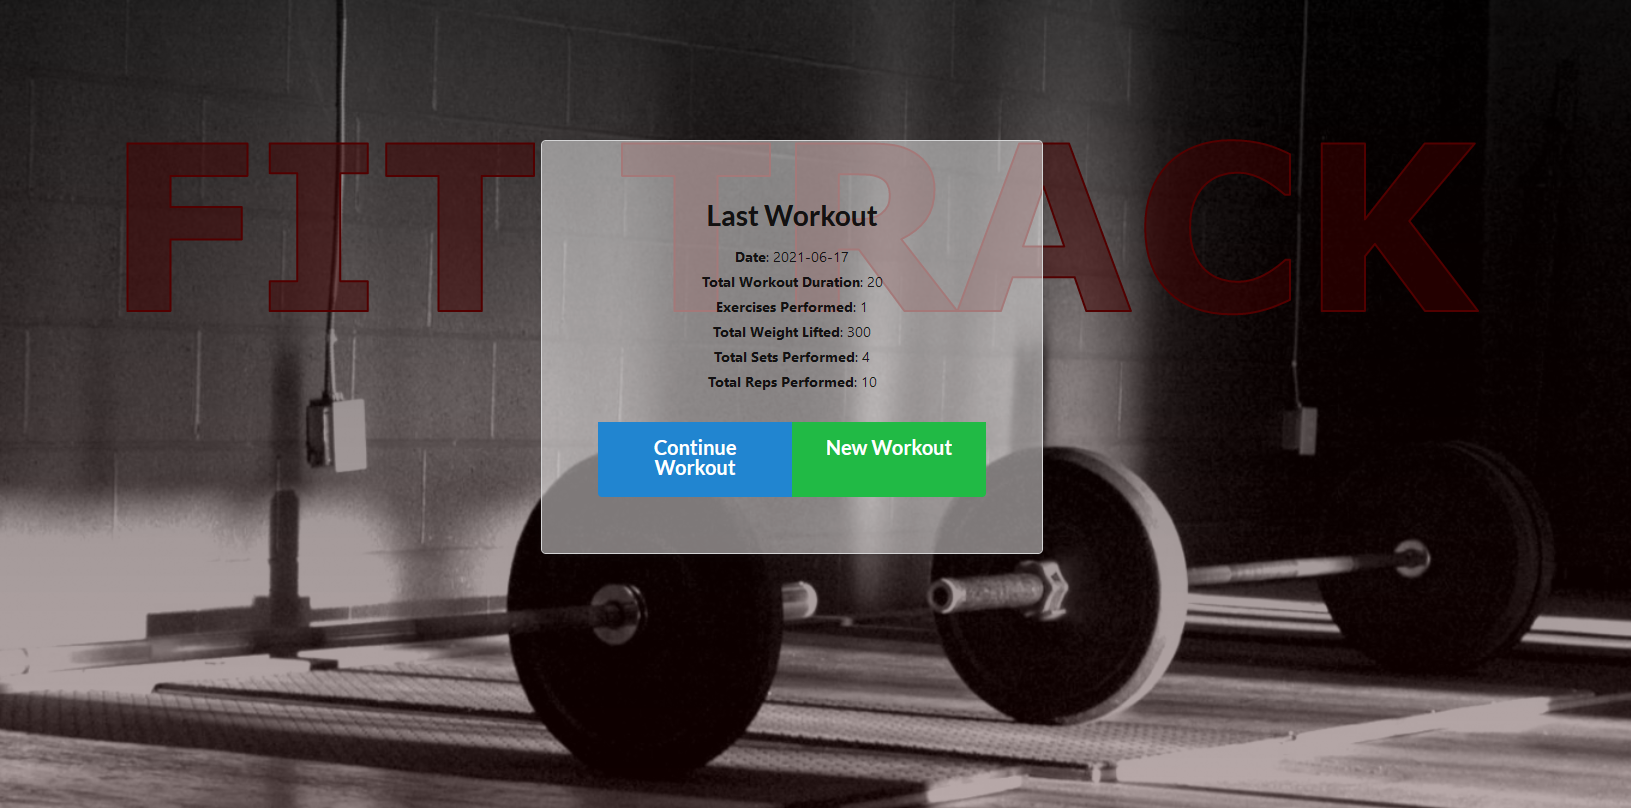 FIT TRACK
Last Workout
Date: 2021-06-17
Total Workout Duration: 20
Exercises Performed: 1
Total Weight Lifted: 300
Total Sets Performed: 4
Total Reps Performed: 10
Continue
Workout
New Workout